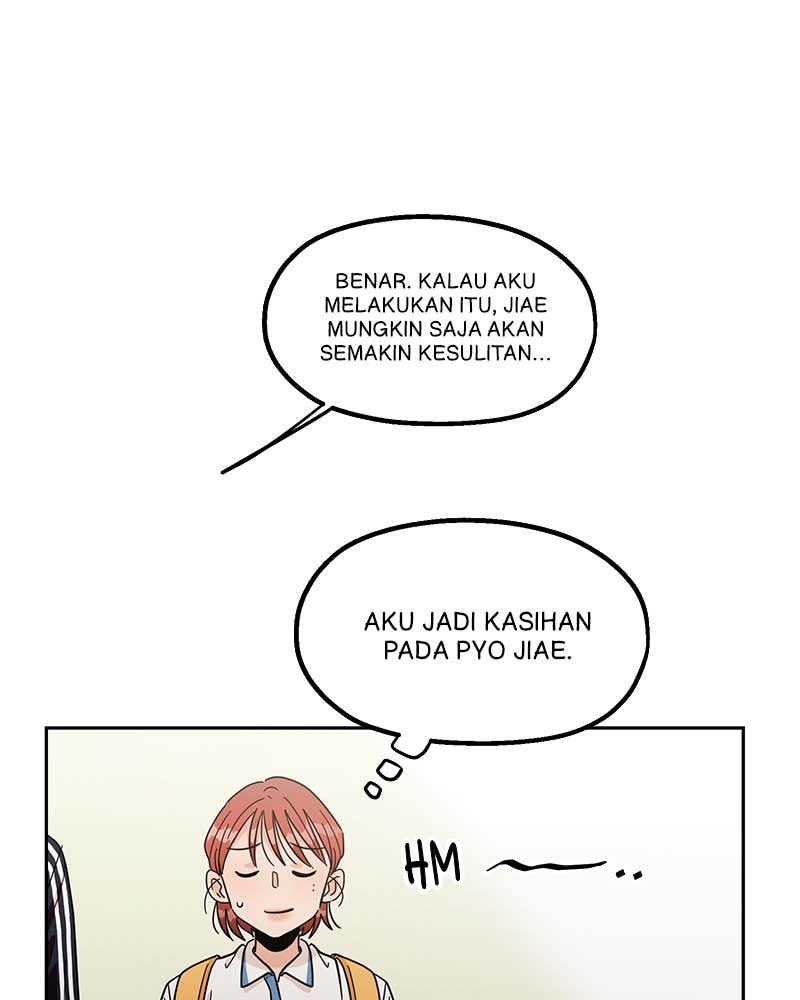 BENAR. KALAU AKU
MELAKUKAN ITU, JIAE
MUNGKIN SAJA AKAN
SEMAKIN KESULITAN...
AKU JADI KASIHAN
PADA PYO JIAE.
HM ~..